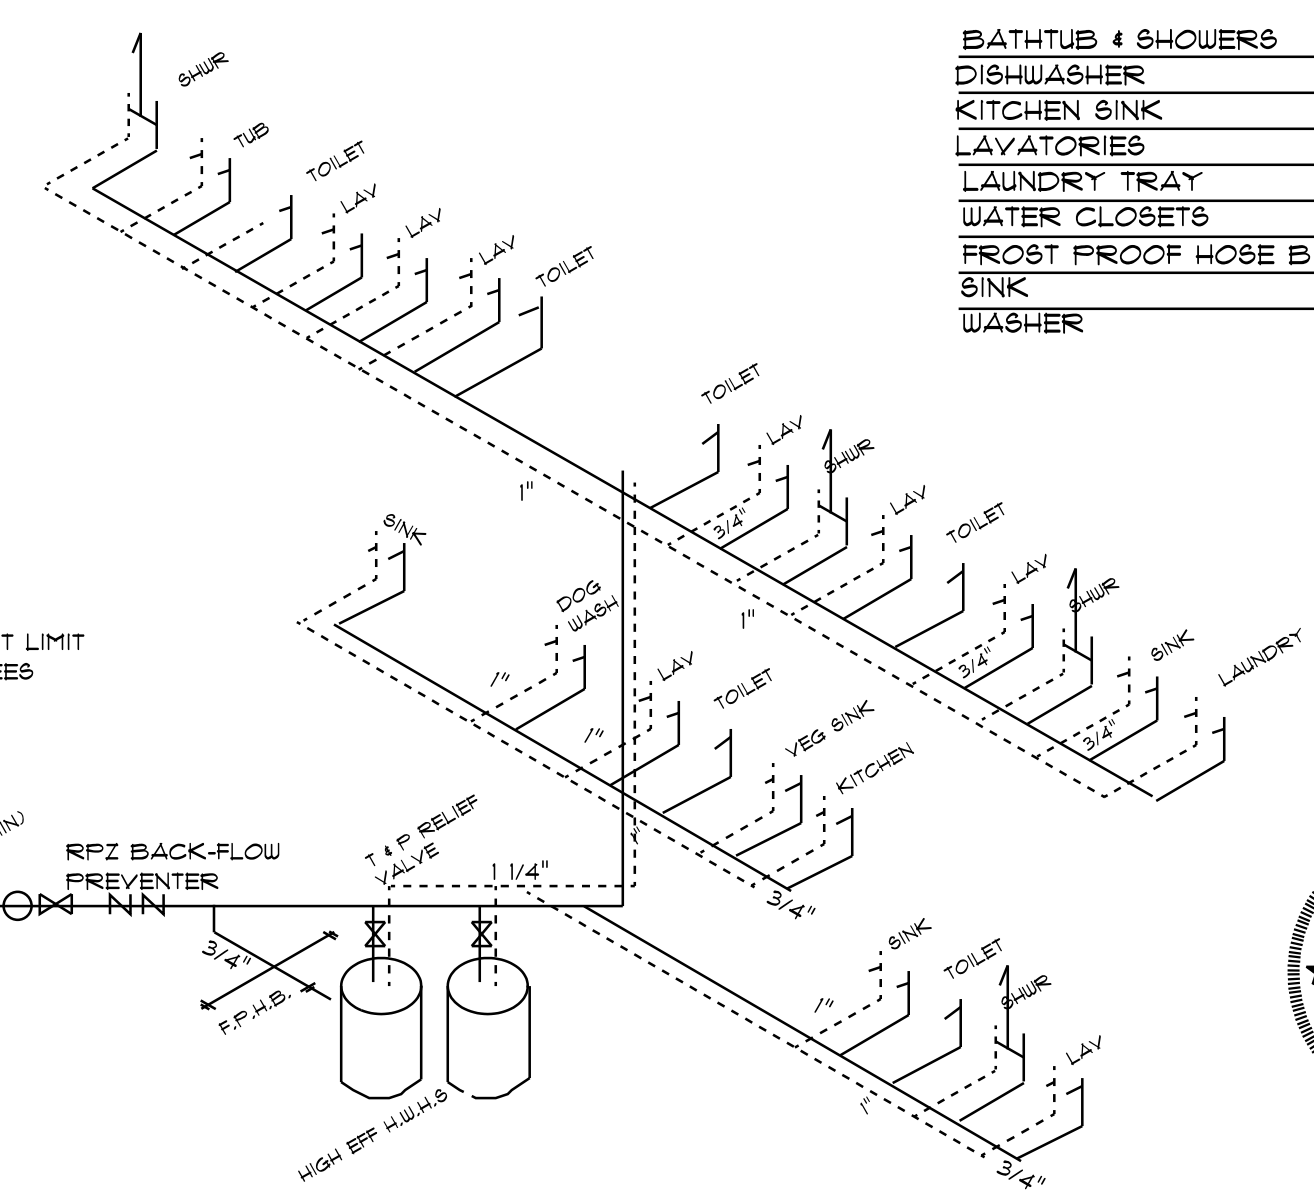 BATHTUB & SHOWERS
DISHWASHER
KITCHEN SINK
LAVATORIES
LAUNDRY TRAY
WATER CLOSETS
FROST PROOF HOSE B
SINK
WASHER
SHWR
TUB
TOILET
LAV
LAV
LAV
TOILET
TOILET
LAV
SHWR
LAV
TOILET
LAV
SHWR
SINK
LAUNDRY
1"
3/4"
1"
3/4"
3/4"
SINK
DOG
WASH
1"
LAV
1"
TOILET
VEG SINK
KITCHEN
3/4"
T LIMIT
EES
IN)
RPZ BACK-FLOW
PREVENTER
T & P RELIEF
VALVE
1 1/4"
3/4"
F.P.H.B.
HIGH EFF H.W.H.S
SINK
1"
TOILET
SHWR
LAV
1"
3/4"